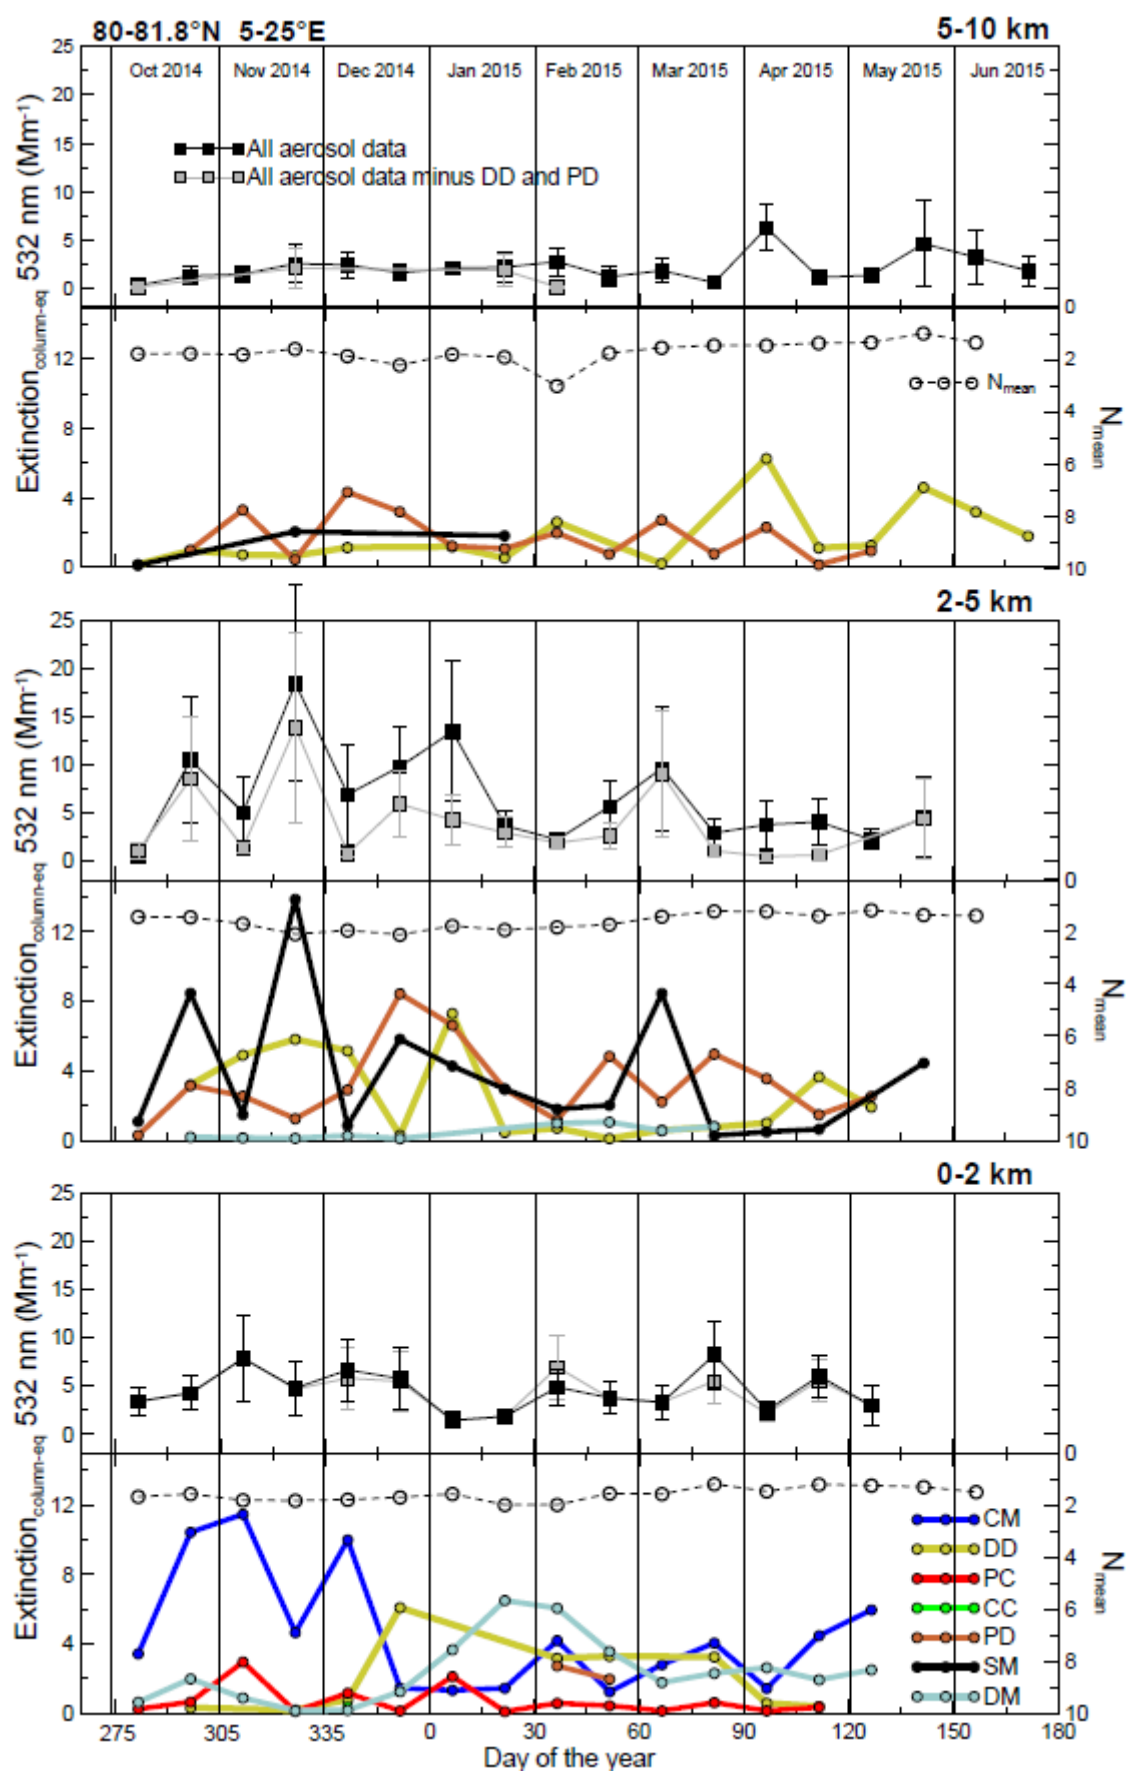 80-81.8°N 5-25°E 5-10 km
Oct 2014 Nov 2014 Dec 2014 Jan 2015 Feb 2015 Mar 2015 Apr 2015 May 2015 Jun 2015
25
20
15
10
5
0
All aerosol data
All aerosol data minus DD and PD
Extinction column-eq 532 nm (Mm-1)
12
8
4
0
0
2
4
6
8
10
N mean
N mean
2-5 km
25
20
15
10
5
0
Extinction column-eq 532 nm (Mm-1)
12
8
4
0
0
2
4
6
8
10
N mean
0-2 km
25
20
15
10
5
0
Extinction column-eq 532 nm (Mm-1)
12
8
4
0
0
2
4
6
8
10
N mean
CM
DD
PC
CC
PD
SM
DM
275 305 335 0 30 60 90 120 150 180
Day of the year